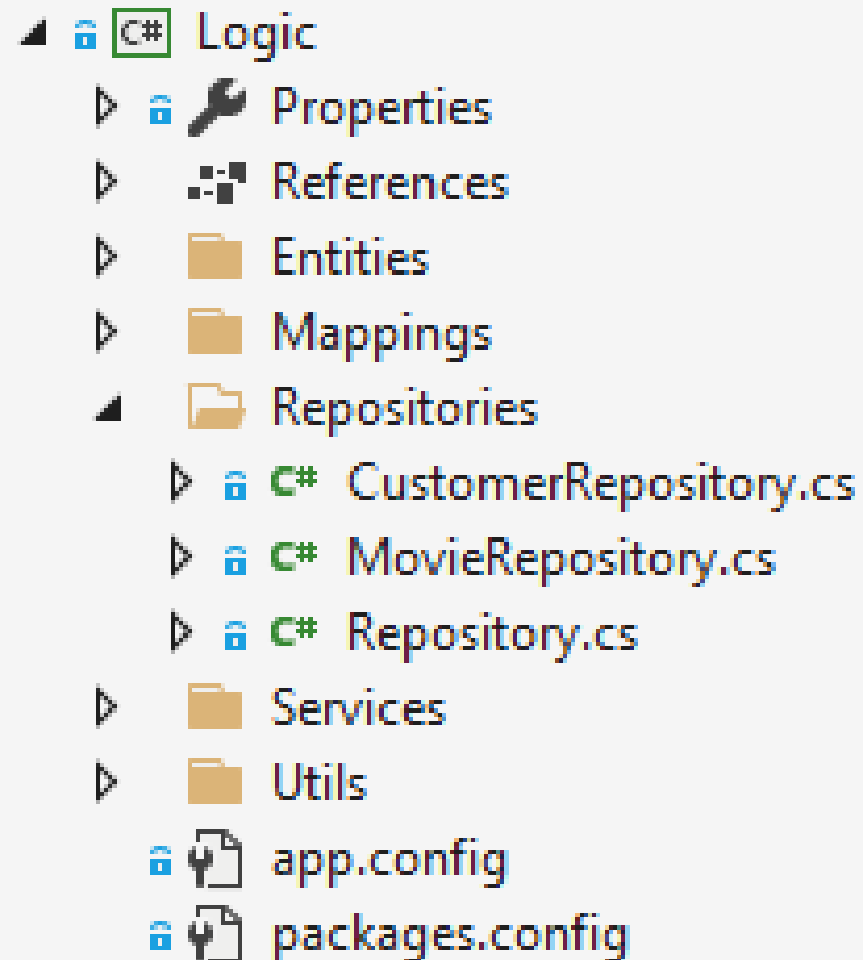 C# Logic
Properties
References
Entities
Mappings
Repositories
C# CustomerRepository.cs
C# MovieRepository.cs
C# Repository.cs
Services
Utils
app.config
packages.config